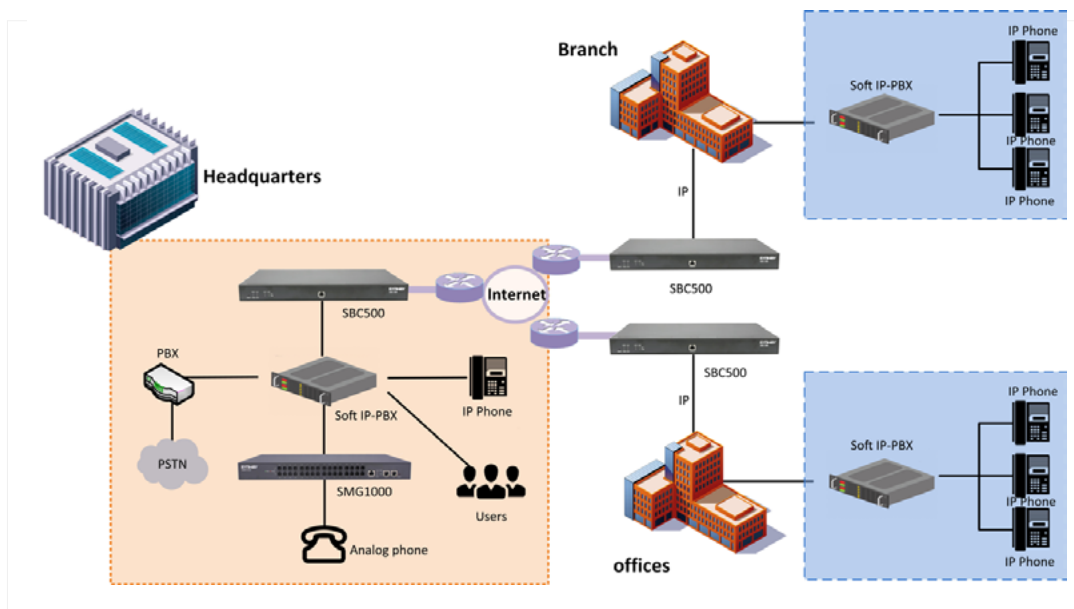 Branch
IP Phone
Soft IP-PBX
IP Phone
IP Phone
Headquarters
IP
SBC500
Internet
SBC500
SBC500
PBX
Soft IP-PBX
IP Phone
PSTN
SMG1000
Users
Analog phone
IP
offices
IP Phone
Soft IP-PBX
IP Phone
IP Phone